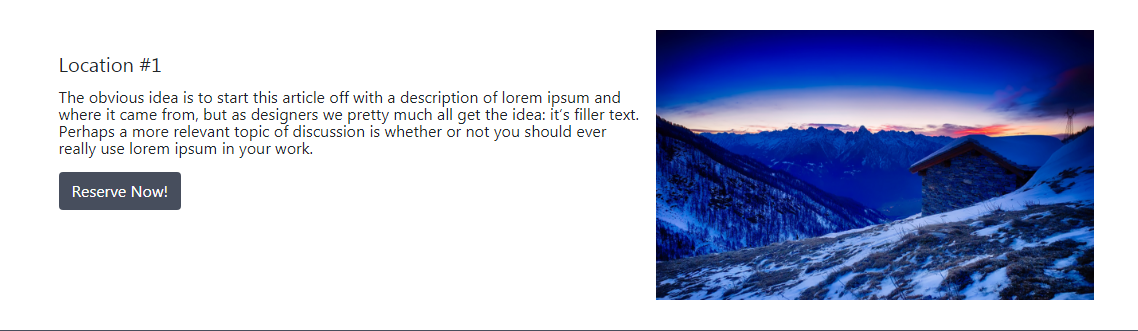 Location #1
The obvious idea is to start this article off with a description of lorem ipsum and
where it came from, but as designers we pretty much all get the idea: it’s filler text.
Perhaps a more relevant topic of discussion is whether or not you should ever
really use lorem ipsum in your work.
Reserve Now!